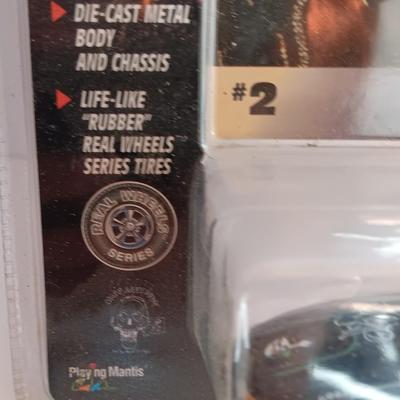 DIE-CAST METAL
BODY
AND CHASSIS
LIFE-LIKE
"RUBBER"
REAL WHEELS
SERIES TIRES
#2
REAL WHEELS
SERIES
Playing Mantis